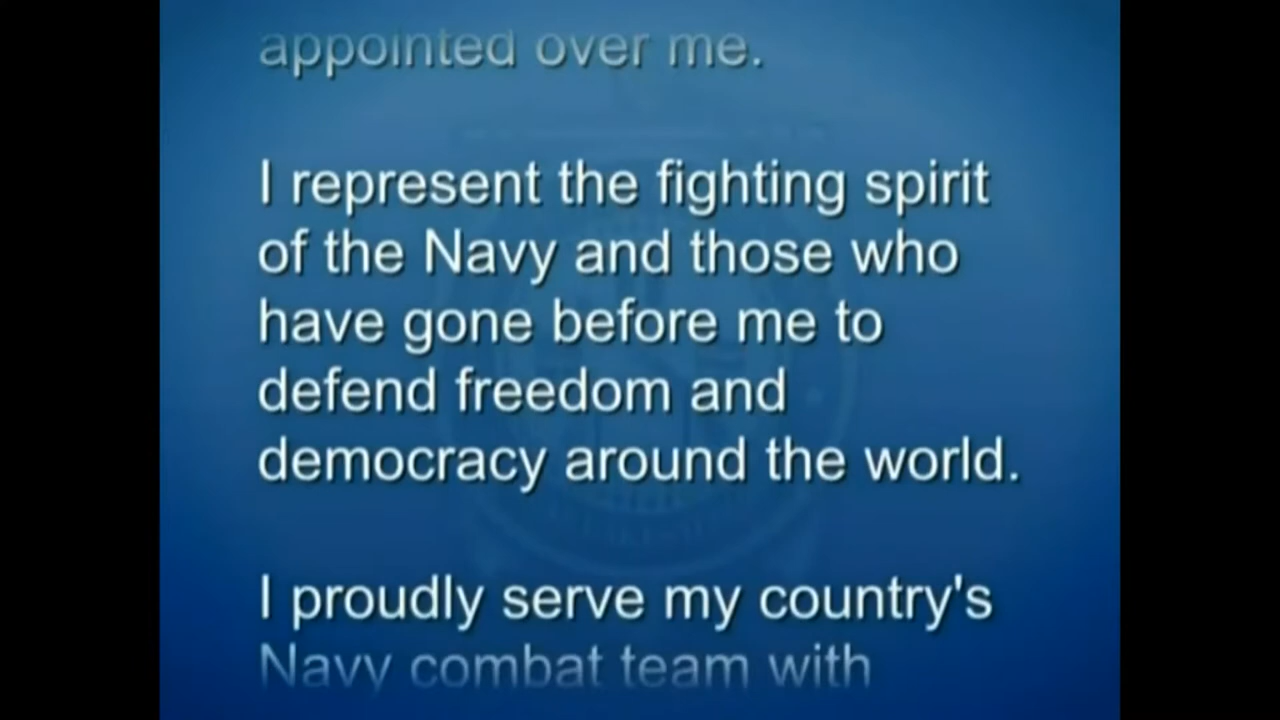 appointed over me.
I represent the fighting spirit
of the Navy and those who
have gone before me to
defend freedom and
democracy around the world.
I proudly serve my country's
Navy combat team with